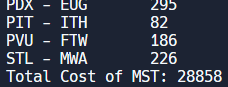 PDX - EUG 295
PIT - ITH 82
PVU - FTW 186
STL - MWA 226
Total Cost of MST: 28858